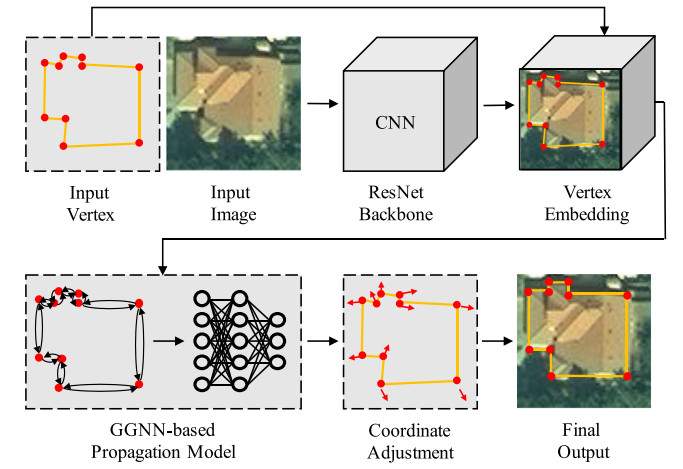 CNN
Input
Vertex
Input
Image
ResNet
Backbone
Vertex
Embedding
GGNN-based
Propagation Model
Coordinate
Adjustment
Final
Output